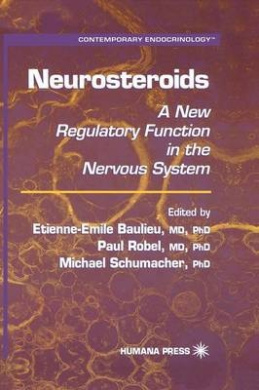 CONTEMPORARY ENDOCRINOLOGY™
Neurosteroids
A New
Regulatory Function
in the
Nervous System
Edited by
Etienne-Emile Baulieu, MD, PhD
Paul Robel, MD, PhD
Michael Schumacher, PhD
HUMANA PRESS